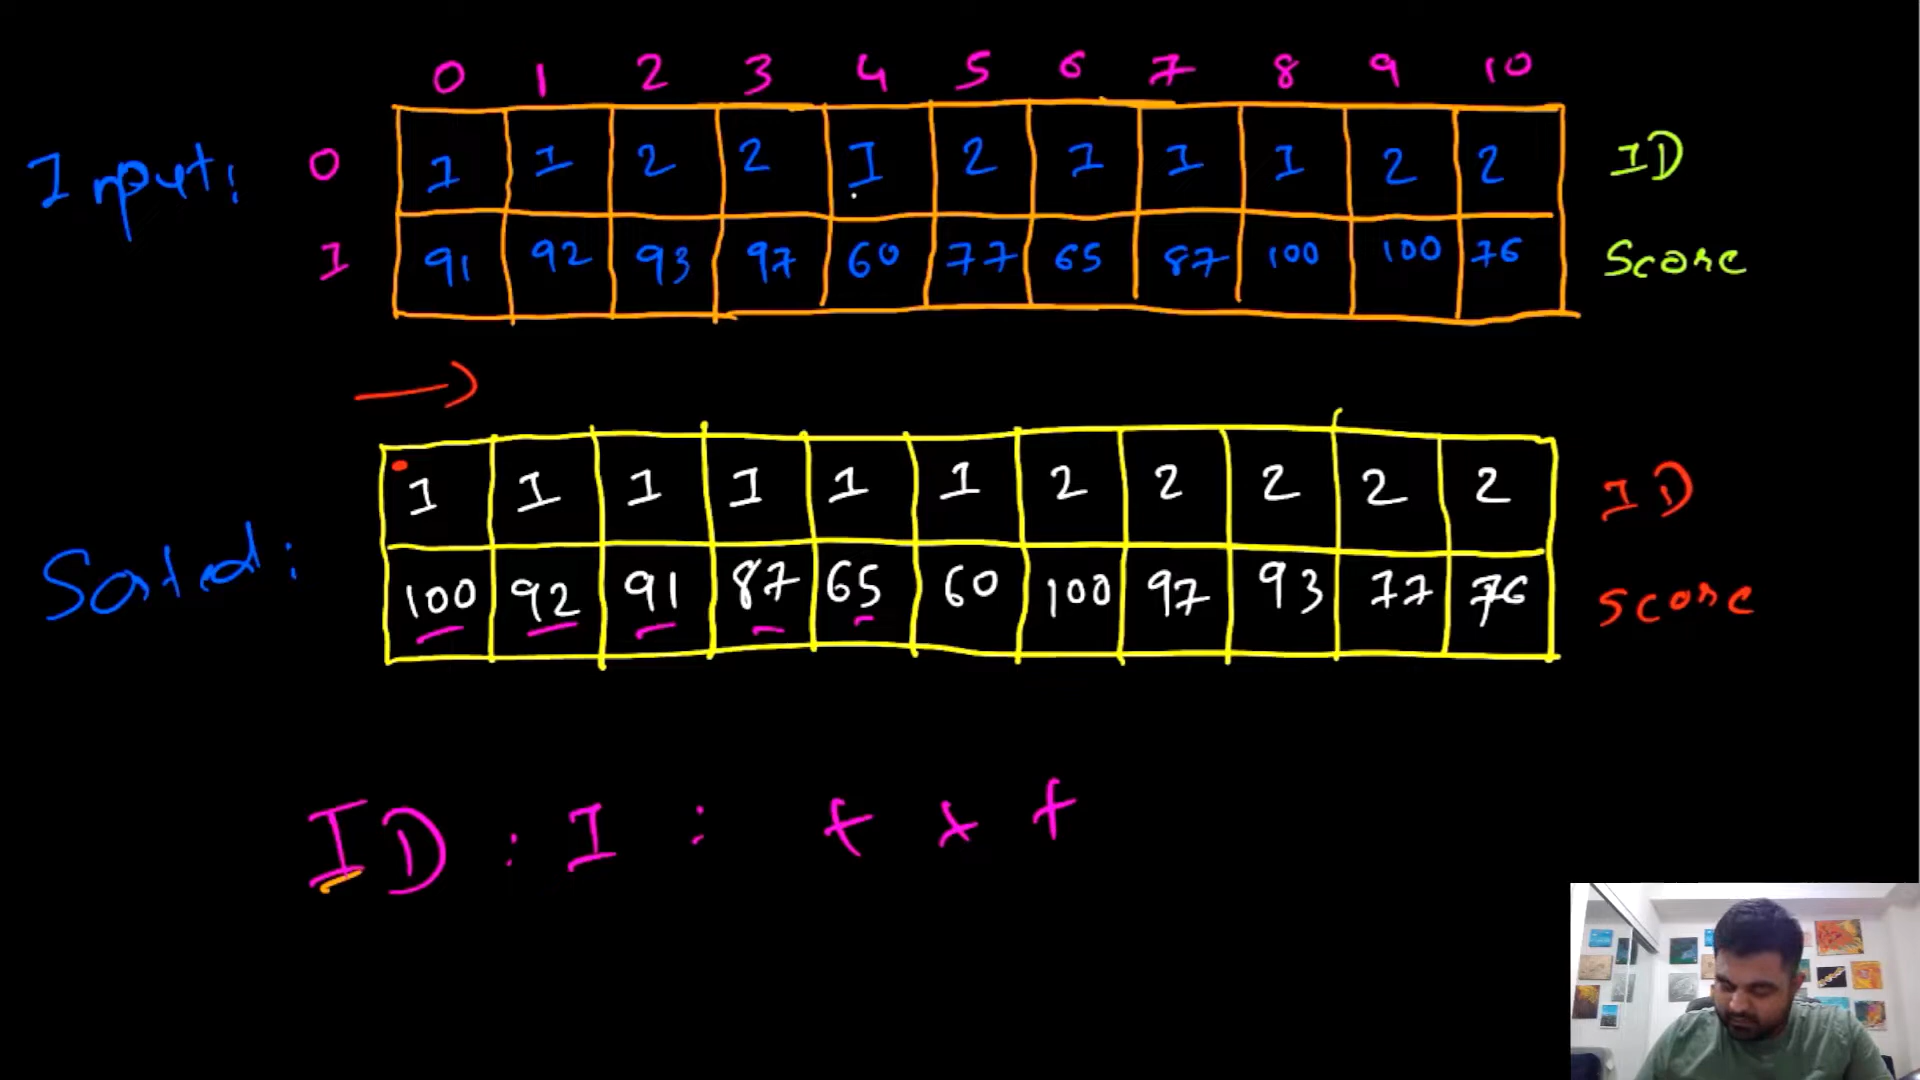 0 1 2 3 4 5 6 7 8 9 10
Input: 0 1 1 2 2 1 2 1 1 1 2 2 ID
1 91 92 93 97 60 77 65 87 100 100 76 Score
1 1 1 1 1 1 2 2 2 2 2 ID
Sorted: 100 92 91 87 65 60 100 97 93 77 76 Score
ID : 1 : + + +